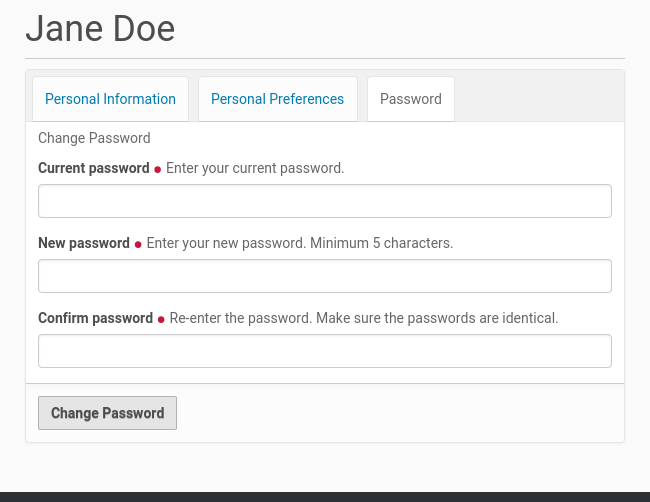 Jane Doe
Personal Information Personal Preferences Password
Change Password
Current password Enter your current password.
New password Enter your new password. Minimum 5 characters.
Confirm password Re-enter the password. Make sure the passwords are identical.
Change Password